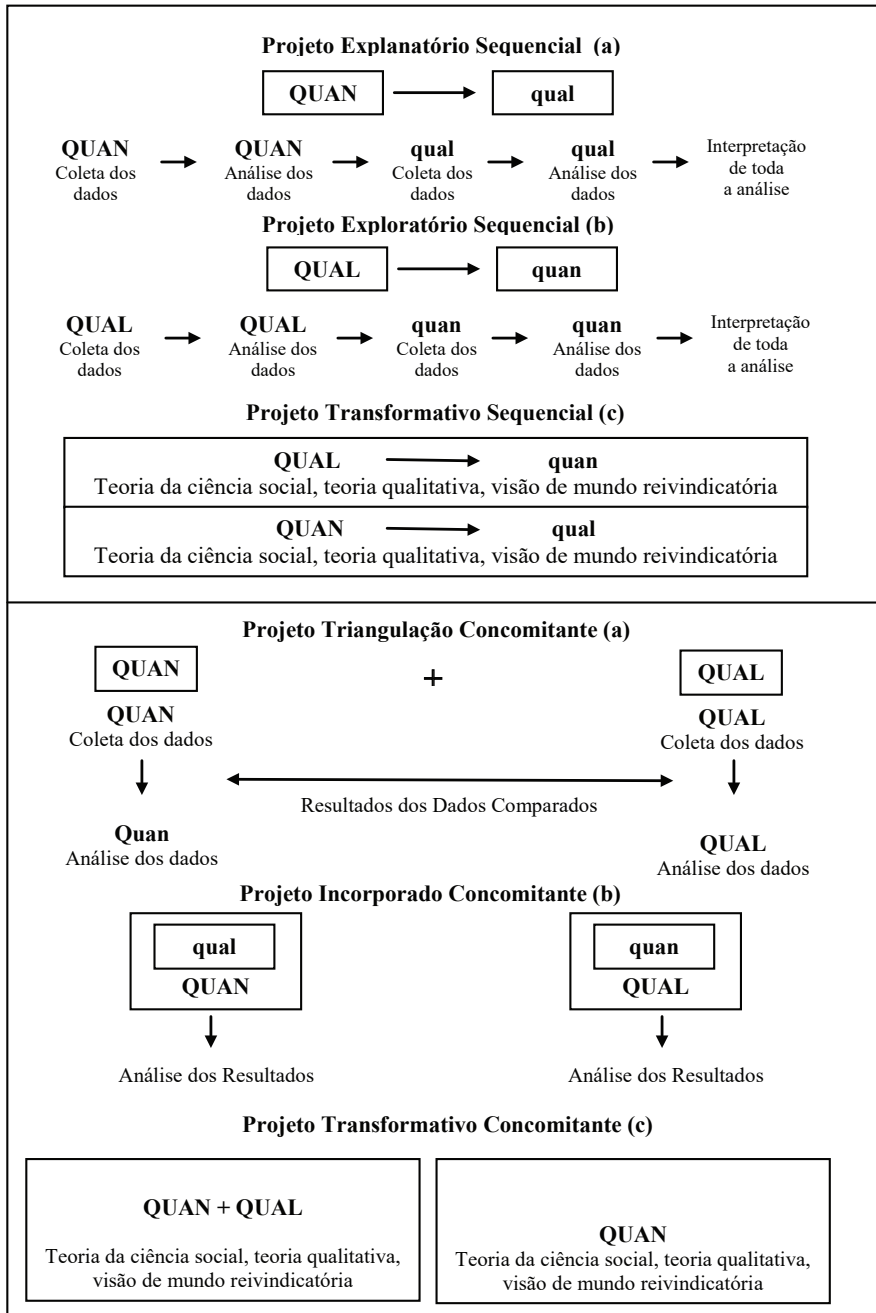 Projeto Explanatório Sequencial (a)
QUAN qual
QUAN QUAN qual qual Interpretação
Coleta dos Análise dos Coleta dos Análise dos de toda
dados dados dados dados a análise
Projeto Exploratório Sequencial (b)
QUAL quan
QUAL QUAL quan quan Interpretação
Coleta dos Análise dos Coleta dos Análise dos de toda
dados dados dados dados a análise
Projeto Transformativo Sequencial (c)
QUAL quan
Teoria da ciência social, teoria qualitativa, visão de mundo reivindicatória
QUAN qual
Teoria da ciência social, teoria qualitativa, visão de mundo reivindicatória
Projeto Triangulação Concomitante (a)
QUAN + QUAL
QUAN QUAL
Coleta dos dados Coleta dos dados
Resultados dos Dados Comparados
Quan QUAL
Análise dos dados Análise dos dados
Projeto Incorporado Concomitante (b)
qual quan
QUAN QUAL
Análise dos Resultados Análise dos Resultados
Projeto Transformativo Concomitante (c)
QUAN + QUAL
Teoria da ciência social, teoria qualitativa,
visão de mundo reivindicatória
QUAN
Teoria da ciência social, teoria qualitativa,
visão de mundo reivindicatória